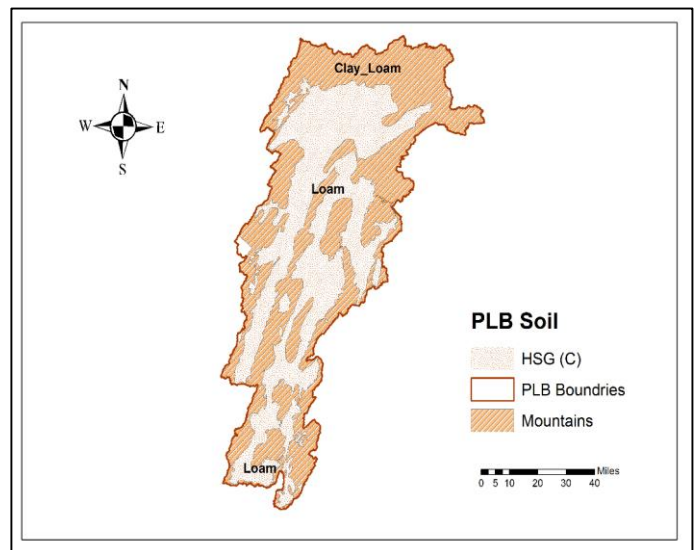 Clay_Loam
N
W
E
S
Loam
PLB Soil
HSG (C)
PLB Boundries
Mountains
Loam
Miles
0 5 10 20 30 40